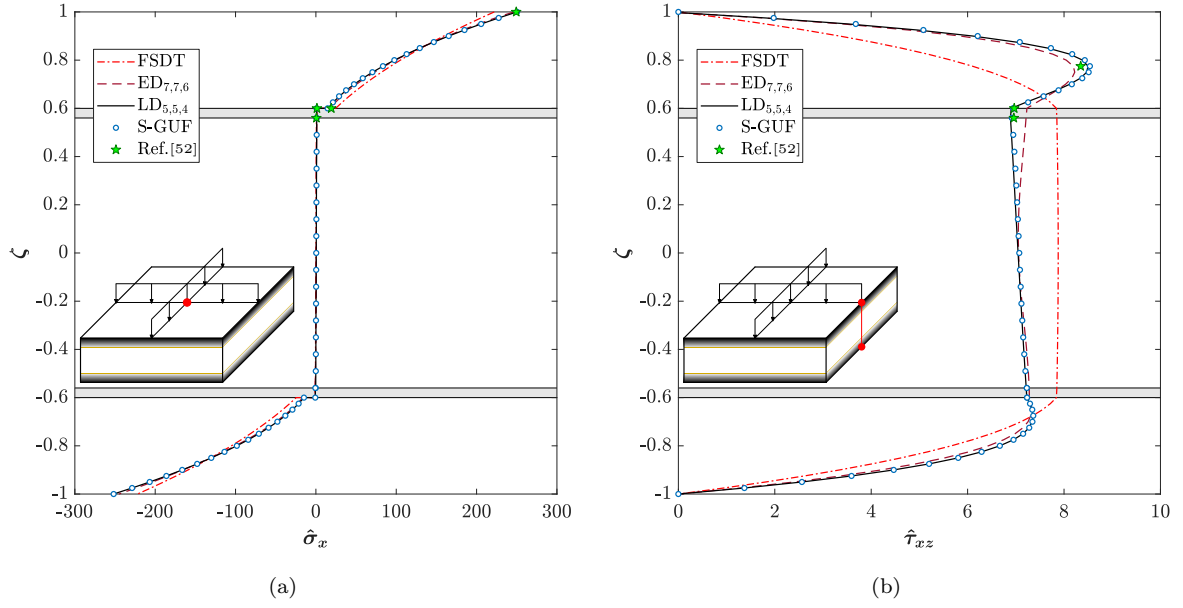 1
0.8
0.6
0.4
0.2
0
-0.2
-0.4
-0.6
-0.8
-1
ζ
FSDT
ED7,7,6
LD5,5,4
S-GUF
Ref.[52]
-300 -200 -100 0 100 200 300
σ̂x
(a)
1
0.8
0.6
0.4
0.2
0
-0.2
-0.4
-0.6
-0.8
-1
ζ
FSDT
ED7,7,6
LD5,5,4
S-GUF
Ref.[52]
0 2 4 6 8 10
τ̂xz
(b)